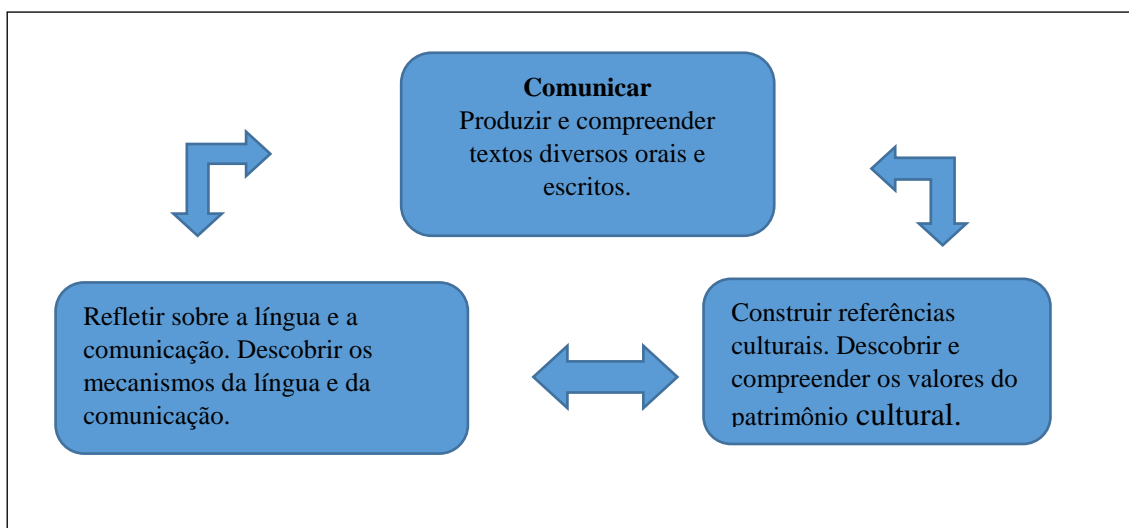 Comunicar
Produzir e compreender
textos diversos orais e
escritos.
Refletir sobre a língua e a
comunicação. Descobrir os
mecanismos da língua e da
comunicação.
Construir referências
culturais. Descobrir e
compreender os valores do
patrimônio cultural.